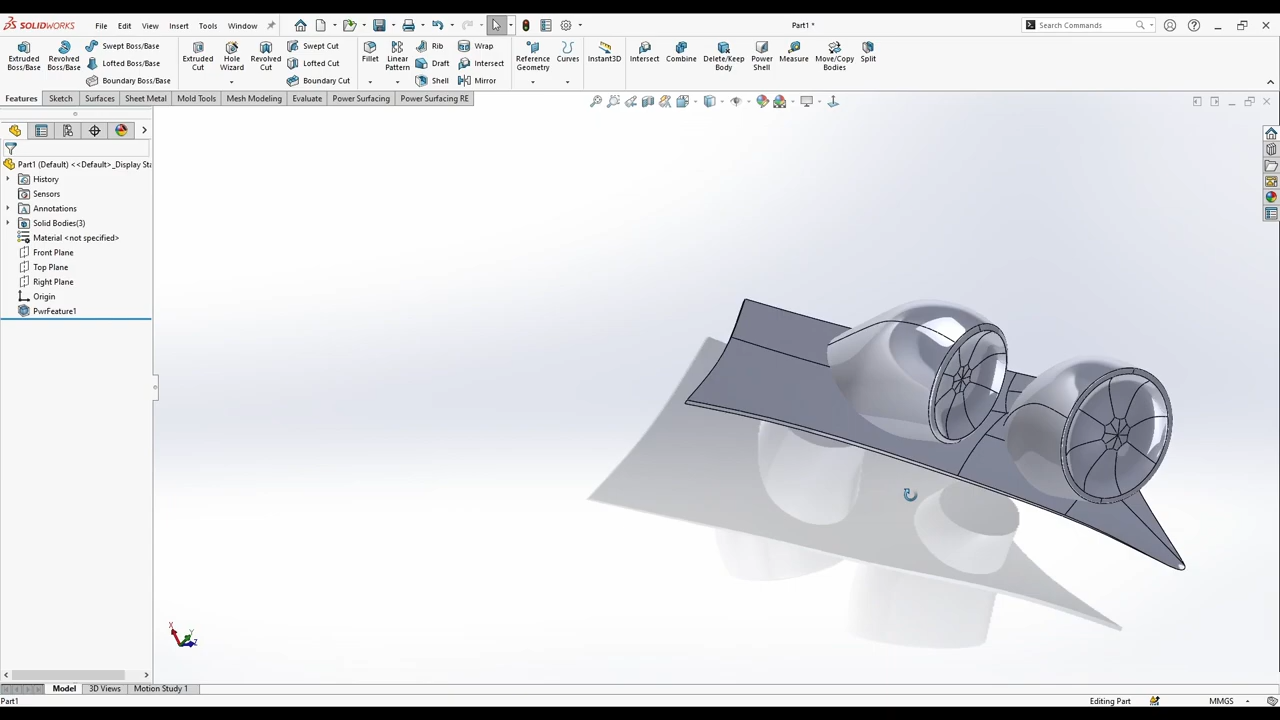 SOLIDWORKS File Edit View Insert Tools Window Part1 * Search Commands
Extruded Boss/Base Revolved Boss/Base Swept Boss/Base Lofted Boss/Base Boundary Boss/Base Extruded Cut Hole Wizard Revolved Cut Swept Cut Lofted Cut Boundary Cut Fillet Linear Pattern Rib Draft Shell Wrap Intersect Mirror Reference Geometry Curves Instant3D Intersect Combine Delete/Keep Body Power Shell Measure Move/Copy Bodies Split
Features Sketch Surfaces Sheet Metal Mold Tools Mesh Modeling Evaluate Power Surfacing Power Surfacing RE
Part1 (Default) <<Default>_Display Sta
History
Sensors
Annotations
Solid Bodies(3)
Material <not specified>
Front Plane
Top Plane
Right Plane
Origin
PwrFeature1
X Y Z
Model 3D Views Motion Study 1
Part1 Editing Part MMGS